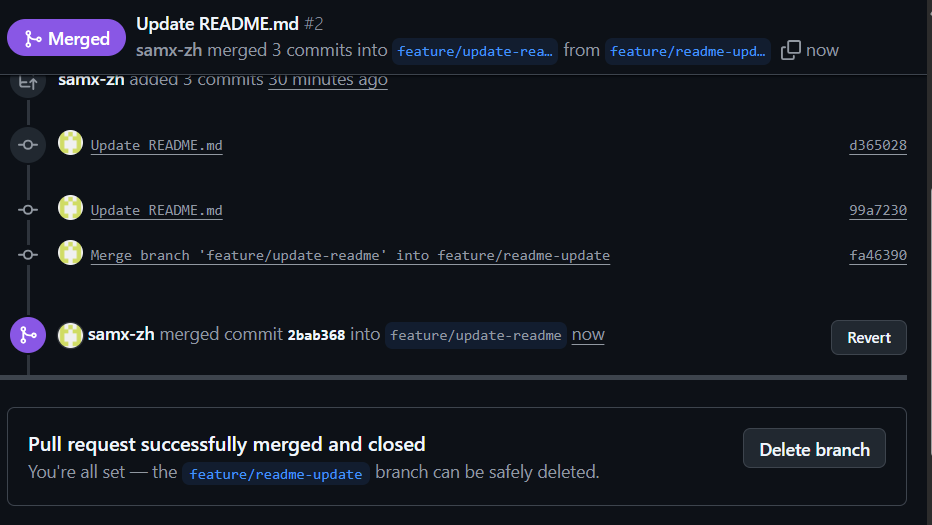 Merged
Update README.md #2
samx-zh merged 3 commits into feature/update-rea… from feature/readme-upd… now
samx-zh added 3 commits 30 minutes ago
Update README.md d365028
Update README.md 99a7230
Merge branch 'feature/update-readme' into feature/readme-update fa46390
samx-zh merged commit 2bab368 into feature/update-readme now Revert
Pull request successfully merged and closed
You're all set — the feature/readme-update branch can be safely deleted.
Delete branch